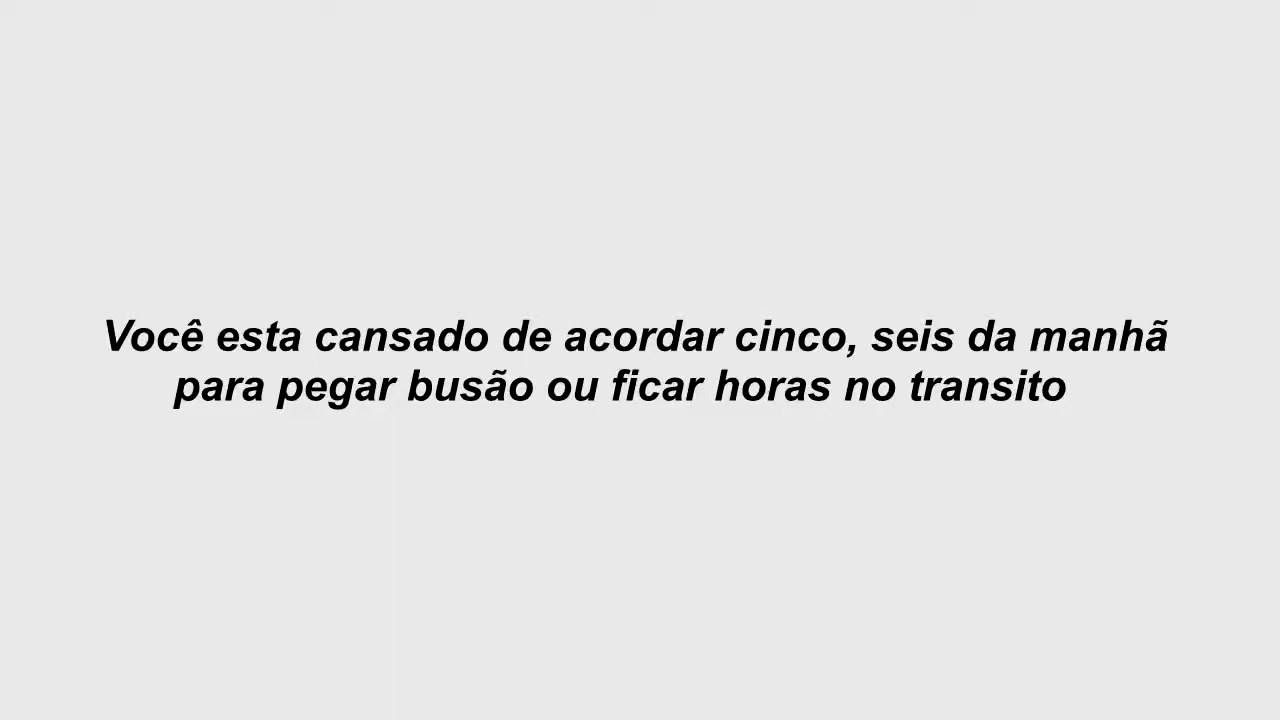 Você esta cansado de acordar cinco, seis da manhã
para pegar busão ou ficar horas no transito